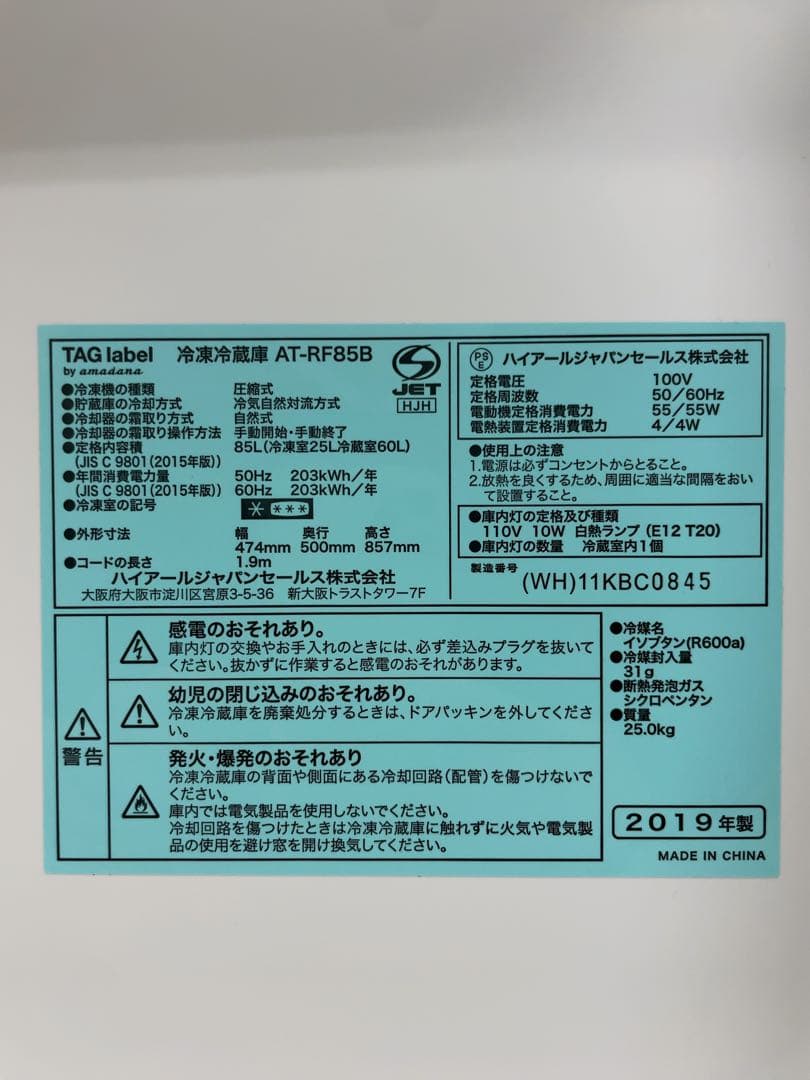 TAG label 冷凍冷蔵庫 AT-RF85B
by amadana
JET
HJH
●冷凍機の種類 圧縮式
●貯蔵庫の冷却方式 冷気自然対流方式
●冷却器の霜取り方式 自然式
●冷却器の霜取り操作方法 手動開始・手動終了
●定格内容積 85L(冷凍室25L冷蔵室60L)
(JIS C 9801(2015年版))
●年間消費電力量 50Hz 203kWh/年
(JIS C 9801(2015年版)) 60Hz 203kWh/年
●冷凍室の記号
●外形寸法 幅 奥行 高さ
474mm 500mm 857mm
●コードの長さ 1.9m
ハイアールジャパンセールス株式会社
大阪府大阪市淀川区宮原3-5-36 新大阪トラストタワー7F
PSE ハイアールジャパンセールス株式会社
定格電圧 100V
定格周波数 50/60Hz
電動機定格消費電力 55/55W
電熱装置定格消費電力 4/4W
●使用上の注意
1.電源は必ずコンセントからとること。
2.放熱を良くするため、周囲に適当な間隔をおい
て設置すること。
●庫内灯の定格及び種類
110V 10W 白熱ランプ(E12 T20)
●庫内灯の数量 冷蔵室内1個
製造番号
(WH)11KBC0845
警告
感電のおそれあり。
庫内灯の交換やお手入れのときには、必ず差込みプラグを抜いて
ください。抜かずに作業すると感電のおそれがあります。
幼児の閉じ込みのおそれあり。
冷凍冷蔵庫を廃棄処分するときは、ドアパッキンを外してくださ
い。
発火・爆発のおそれあり
冷凍冷蔵庫の背面や側面にある冷却回路(配管)を傷つけないで
ください。
庫内では電気製品を使用しないでください。
冷却回路を傷つけたときは冷凍冷蔵庫に触れずに火気や電気製
品の使用を避け窓を開け換気してください。
●冷媒名
イソブタン(R600a)
●冷媒封入量
31g
●断熱発泡ガス
シクロペンタン
●質量
25.0kg
2019年製
MADE IN CHINA